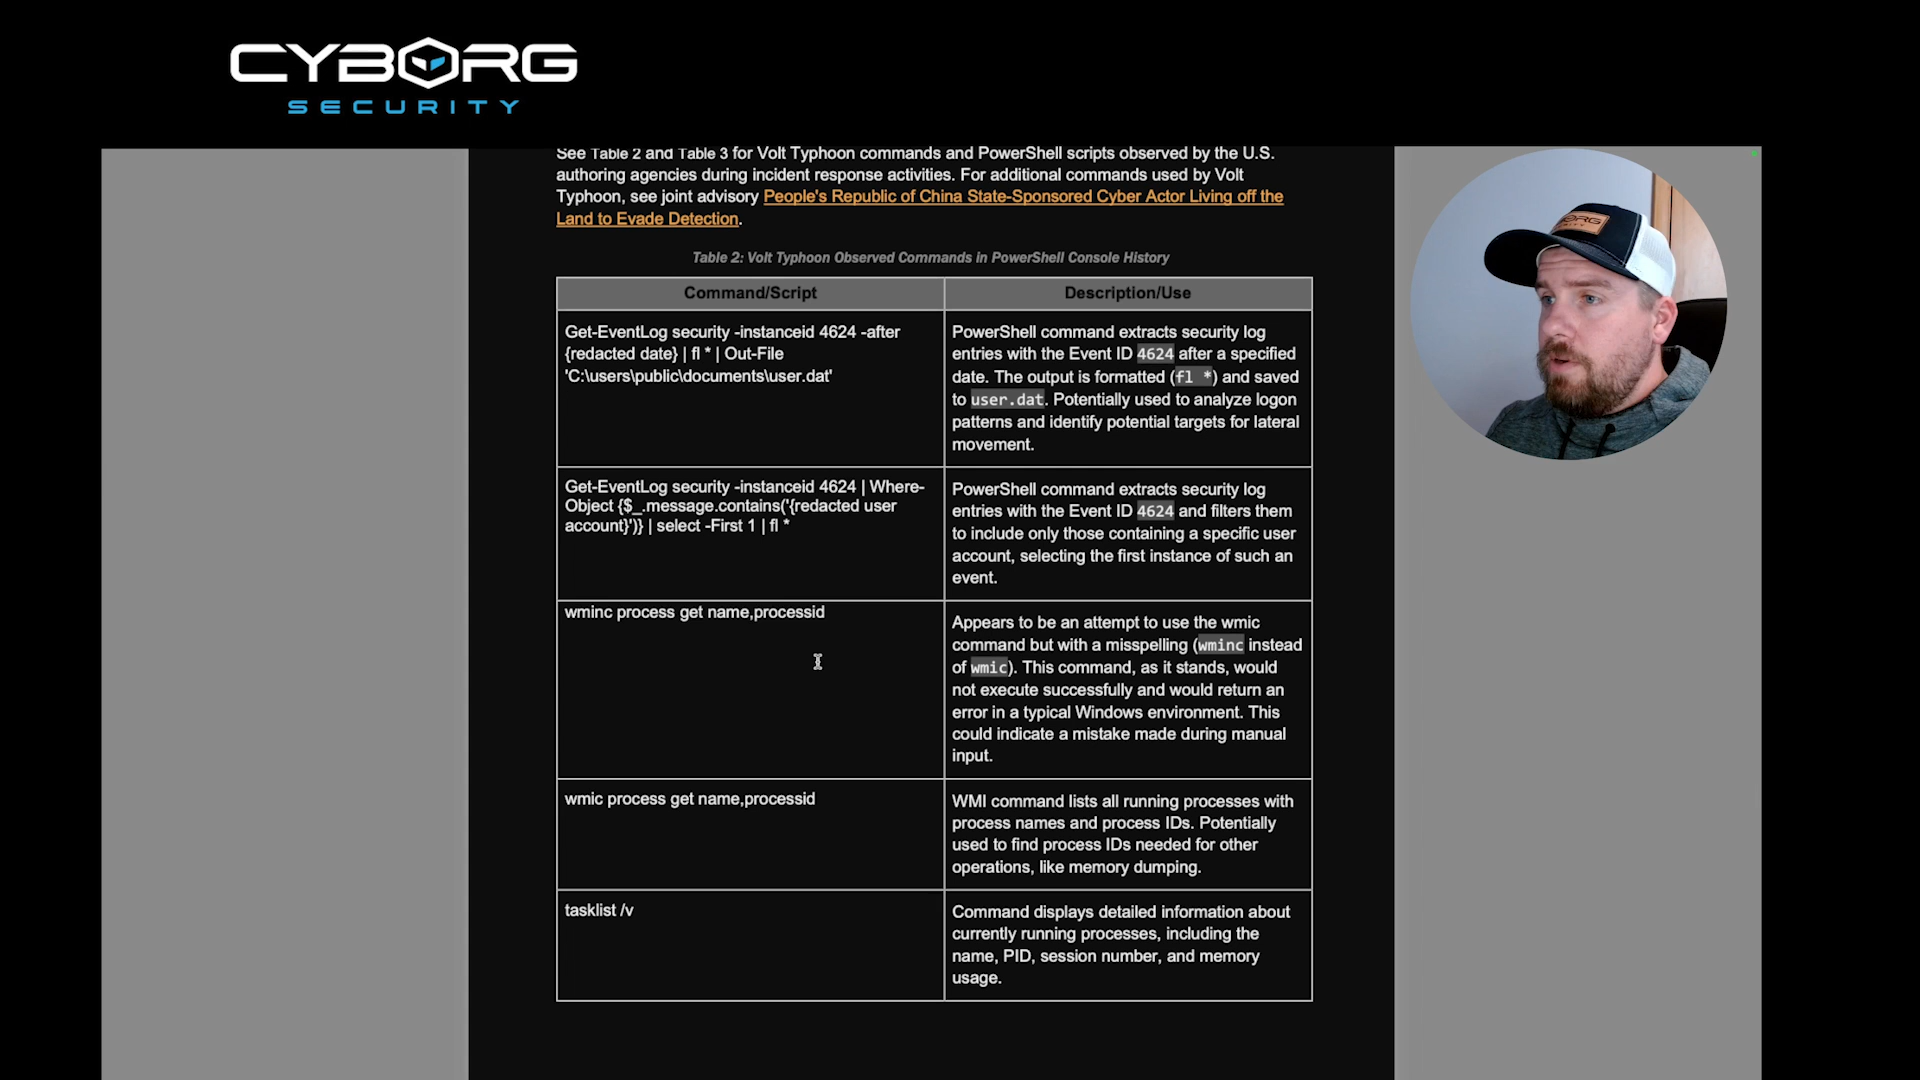 CYBORG
SECURITY
See Table 2 and Table 3 for Volt Typhoon commands and PowerShell scripts observed by the U.S.
authoring agencies during incident response activities. For additional commands used by Volt
Typhoon, see joint advisory People's Republic of China State-Sponsored Cyber Actor Living off the
Land to Evade Detection.
Table 2: Volt Typhoon Observed Commands in PowerShell Console History
Command/Script
Description/Use
Get-EventLog security -instanceid 4624 -after
{redacted date} | fl * | Out-File
'C:\users\public\documents\user.dat'
PowerShell command extracts security log
entries with the Event ID 4624 after a specified
date. The output is formatted (fl *) and saved
to user.dat. Potentially used to analyze logon
patterns and identify potential targets for lateral
movement.
Get-EventLog security -instanceid 4624 | Where-
Object {$_.message.contains('{redacted user
account}')} | select -First 1 | fl *
PowerShell command extracts security log
entries with the Event ID 4624 and filters them
to include only those containing a specific user
account, selecting the first instance of such an
event.
wminc process get name,processid
Appears to be an attempt to use the wmic
command but with a misspelling (wminc instead
of wmic). This command, as it stands, would
not execute successfully and would return an
error in a typical Windows environment. This
could indicate a mistake made during manual
input.
wmic process get name,processid
WMI command lists all running processes with
process names and process IDs. Potentially
used to find process IDs needed for other
operations, like memory dumping.
tasklist /v
Command displays detailed information about
currently running processes, including the
name, PID, session number, and memory
usage.